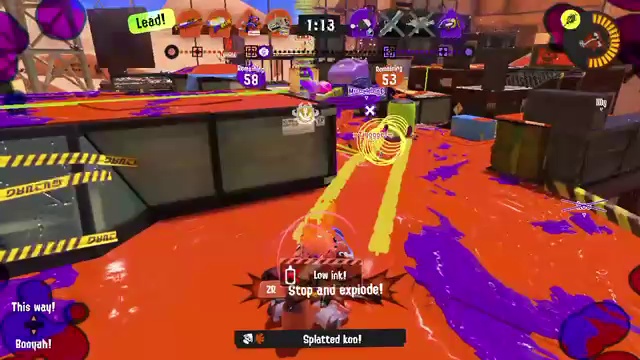 Lead!
1:13
Remaining
58
Remaining
53
Low ink!
ZR Stop and explode!
This way!
Booyah!
Splatted koo!